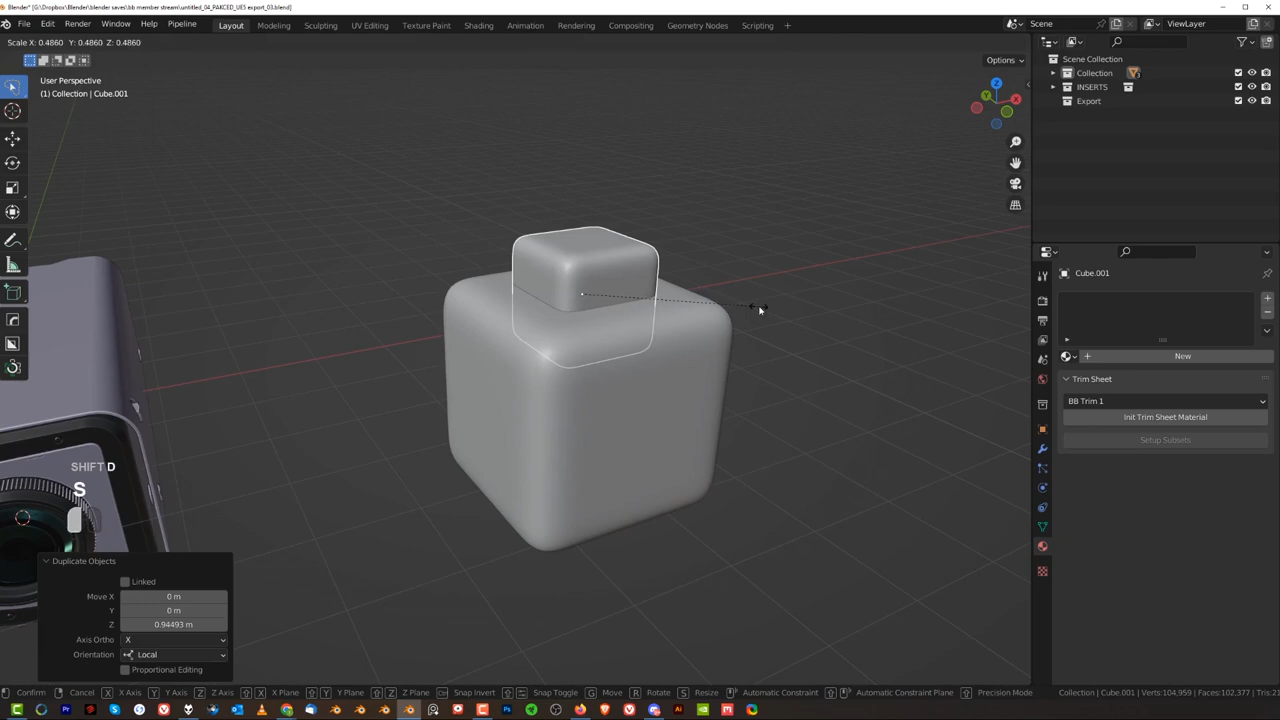 Blender* [G:\Dropbox\Blender\blender saves\bb member stream\untitled_04_PAKCED_UE5 export_03.blend]
File Edit Render Window Help Pipeline Layout Modeling Sculpting UV Editing Texture Paint Shading Animation Rendering Compositing Geometry Nodes Scripting + Scene ViewLayer
Scale X: 0.4860 Y: 0.4860 Z: 0.4860
Options
User Perspective
(1) Collection | Cube.001
Z
Y
X
Scene Collection
Collection 3
INSERTS
Export
Cube.001
+ New
Trim Sheet
BB Trim 1
Init Trim Sheet Material
Setup Subsets
SHIFT D
S
Duplicate Objects
Linked
Move X 0 m
Y 0 m
Z 0.94493 m
Axis Ortho X
Orientation Local
Proportional Editing
Confirm Cancel X X Axis Y Y Axis Z Z Axis X X Plane Y Y Plane Z Z Plane Ctrl Snap Invert Snap Toggle G Move R Rotate S Resize Automatic Constraint Automatic Constraint Plane Precision Mode Collection | Cube.001 Verts:104,959 Faces:102,377 Tris:2